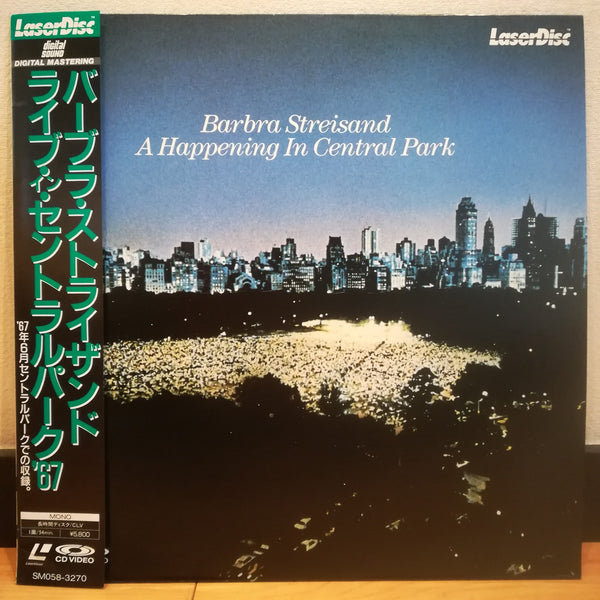 LaserDisc
digital
SOUND
DIGITAL MASTERING
バーブラ・ストライザンド
ライブ・イン・セントラルパーク'67
'67年6月セントラルパークでの収録。
MONO
長時間ディスク/CLV
1面/54min.
¥5,800
CD VIDEO
SM058-3270
LaserDisc
Barbra Streisand
A Happening In Central Park